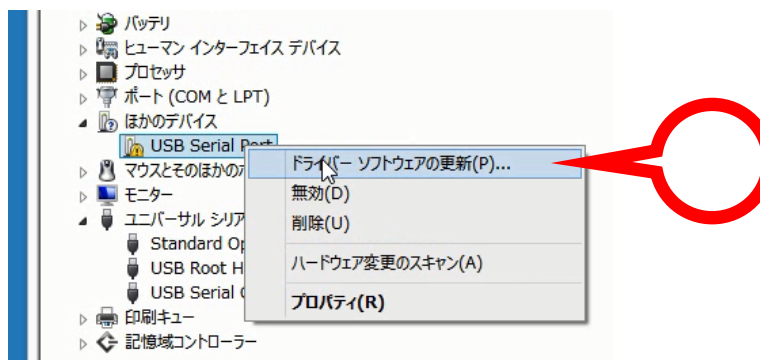 バッテリ
ヒューマン インターフェイス デバイス
プロセッサ
ポート (COM と LPT)
ほかのデバイス
USB Serial Port
マウスとそのほかのポ
モニター
ユニバーサル シリア
Standard Op
USB Root H
USB Serial
印刷キュー
記憶域コントローラー
ドライバー ソフトウェアの更新(P)...
無効(D)
削除(U)
ハードウェア変更のスキャン(A)
プロパティ(R)